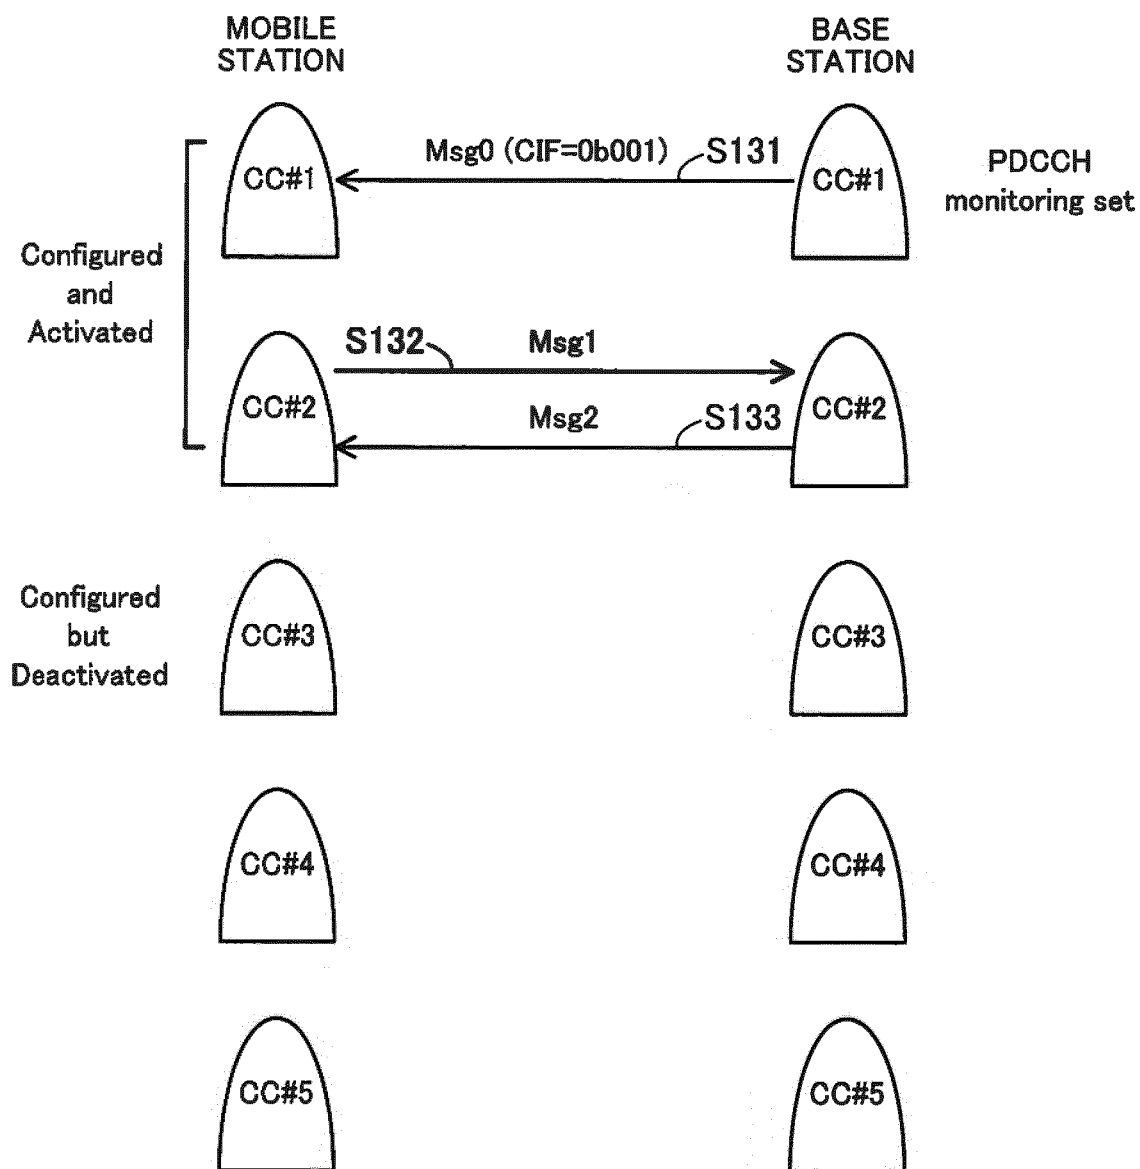 MOBILE
STATION
BASE
STATION
Msg0 (CIF=0b001)
S131
CC#1
CC#1
PDCCH
monitoring set
Configured
and
Activated
S132
Msg1
CC#2
CC#2
Msg2
S133
Configured
but
Deactivated
CC#3
CC#3
CC#4
CC#4
CC#5
CC#5